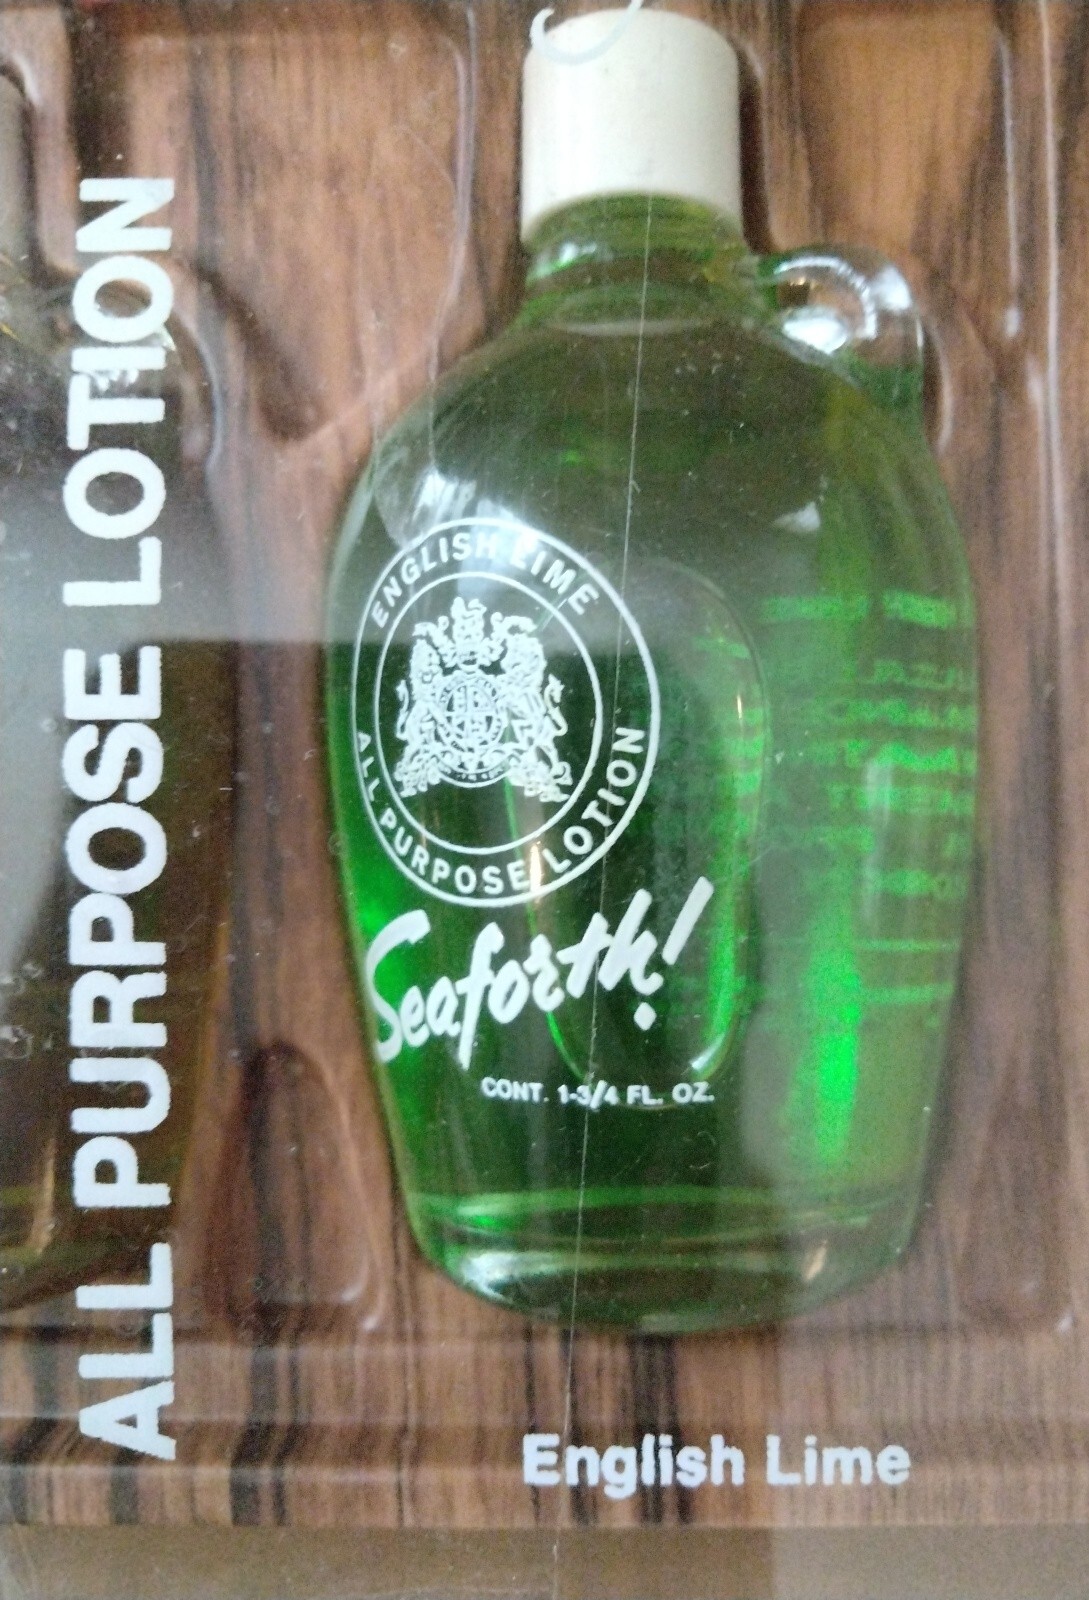 ALL PURPOSE LOTION
ENGLISH LIME
ALL PURPOSE LOTION
Seaforth!
CONT. 1-3/4 FL. OZ.
English Lime